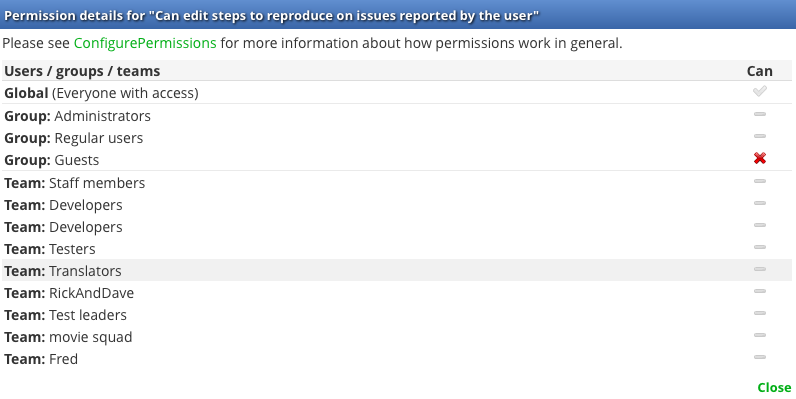 Permission details for "Can edit steps to reproduce on issues reported by the user"
Please see ConfigurePermissions for more information about how permissions work in general.
Users / groups / teams Can
Global (Everyone with access)
Group: Administrators
Group: Regular users
Group: Guests
Team: Staff members
Team: Developers
Team: Developers
Team: Testers
Team: Translators
Team: RickAndDave
Team: Test leaders
Team: movie squad
Team: Fred
Close